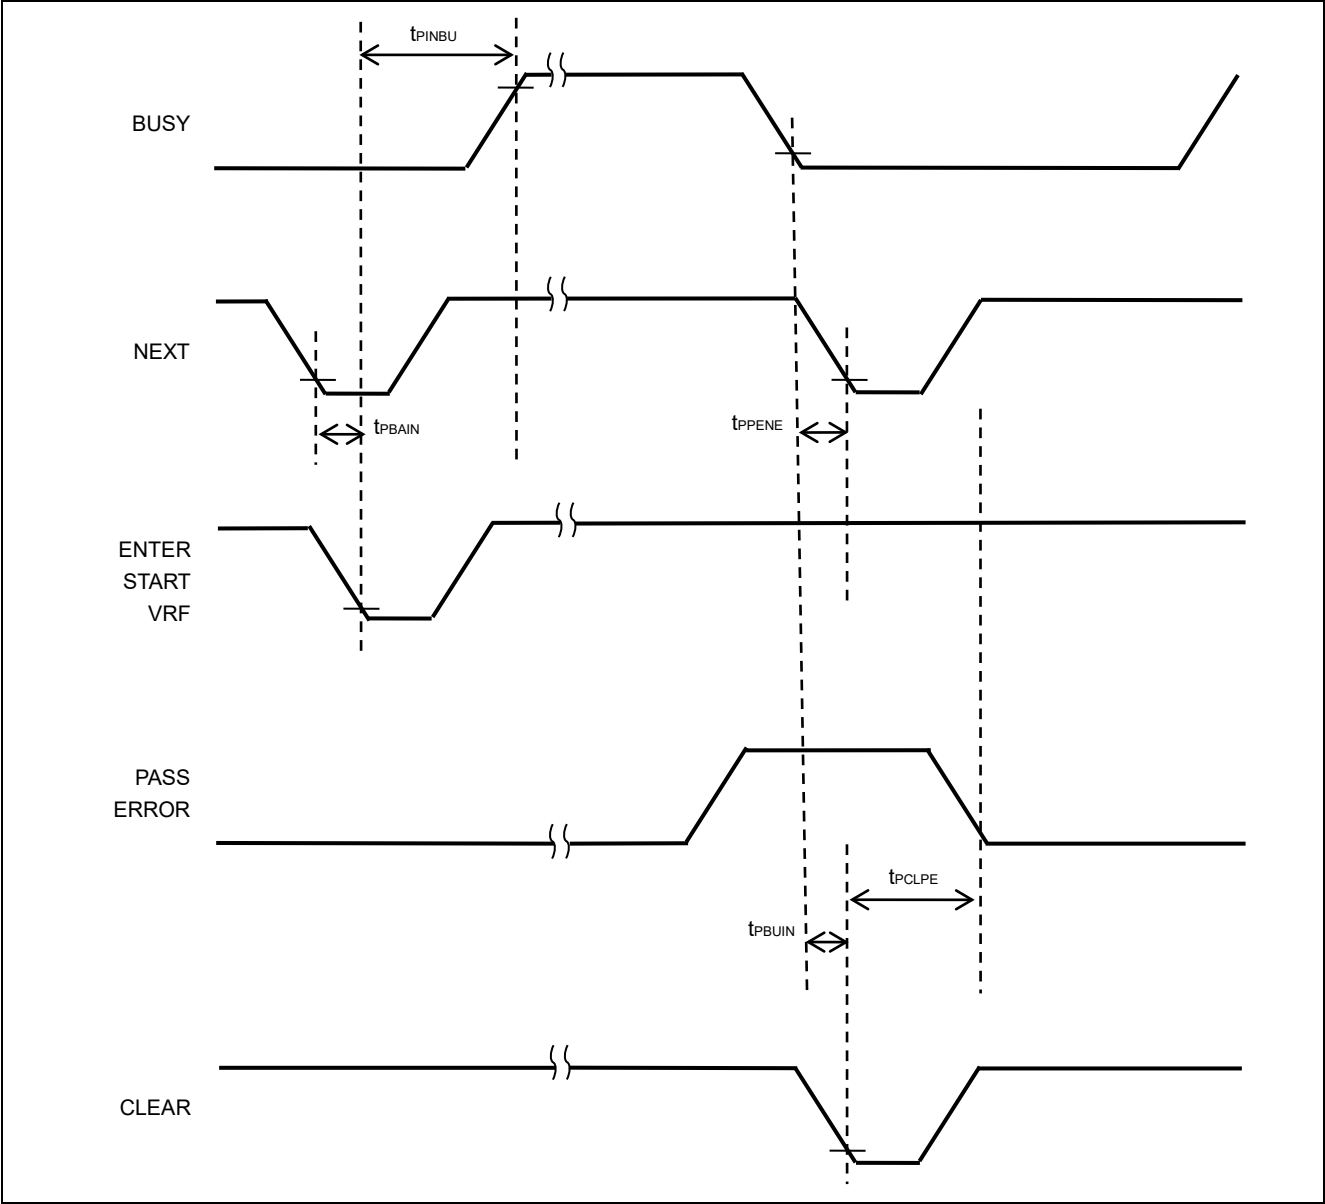 tPINBU
BUSY
NEXT
tPBAIN
tPPENE
ENTER
START
VRF
PASS
ERROR
tPCLPE
tPBUIN
CLEAR